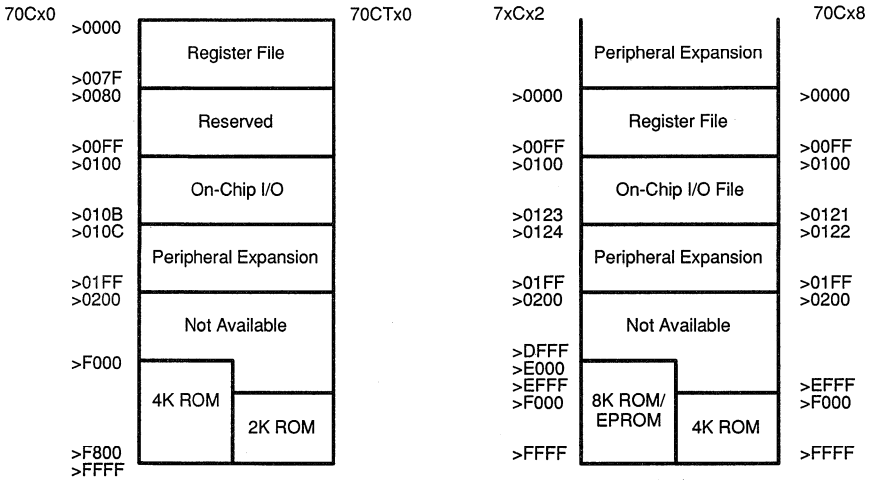 70Cx0
70CTx0
>0000
Register File
>007F
>0080
Reserved
>00FF
>0100
On-Chip I/O
>010B
>010C
Peripheral Expansion
>01FF
>0200
Not Available
>F000
4K ROM
2K ROM
>F800
>FFFF
7xCx2
70Cx8
Peripheral Expansion
>0000
>0000
Register File
>00FF
>00FF
>0100
>0100
On-Chip I/O File
>0123
>0121
>0124
>0122
Peripheral Expansion
>01FF
>01FF
>0200
>0200
Not Available
>DFFF
>E000
>EFFF
>EFFF
>F000
>F000
8K ROM/
EPROM
4K ROM
>FFFF
>FFFF